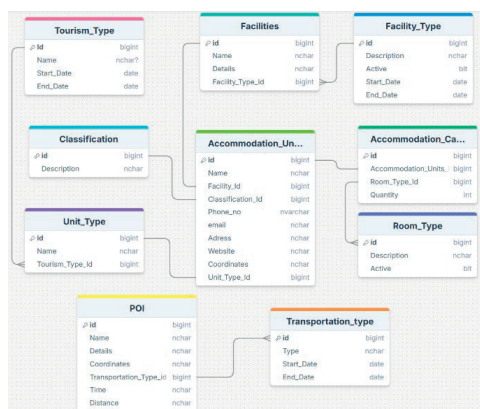 Tourism_Type
id bigint
Name nchar?
Start_Date date
End_Date date
Facilities
id bigint
Name nchar
Details nchar
Facility_Type_Id bigint
Facility_Type
id bigint
Description nchar
Active bit
Start_Date date
End_Date date
Classification
id bigint
Description nchar
Accommodation_Un...
id bigint
Name nchar
Facility_Id bigint
Classification_Id bigint
Phone_no nvarchar
email nchar
Adress nchar
Website nchar
Coordinates nchar
Unit_Type_Id bigint
Accommodation_Ca...
id bigint
Accommodation_Units_ bigint
Room_Type_Id bigint
Quantity int
Unit_Type
id bigint
Name nchar
Tourism_Type_Id bigint
Room_Type
id bigint
Description nchar
Active bit
POI
id bigint
Name nchar
Details nchar
Coordinates nchar
Transportation_Type_id bigint
Time nchar
Distance nchar
Transportation_type
id bigint
Type nchar
Start_Date date
End_Date date